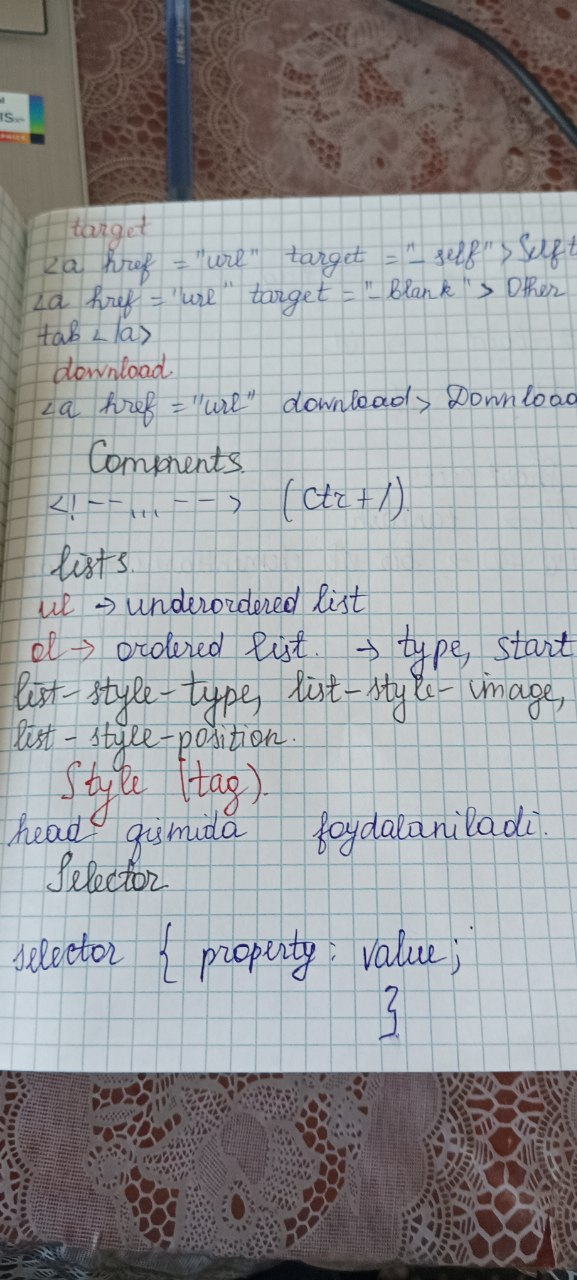 target
<a href = "url" target = "_self"> Self t
<a href = "url" target = "_blank"> Other
tab </a>
download
<a href = "url" download> Download
Comments
<!--...--> (Ctr + /)
lists.
ul → underordered list
ol → ordered list. → type, start
list-style-type, list-style-image,
list-style-position.
Style (tag).
head qismida foydalaniladi.
Selector
selector { property: value;
}